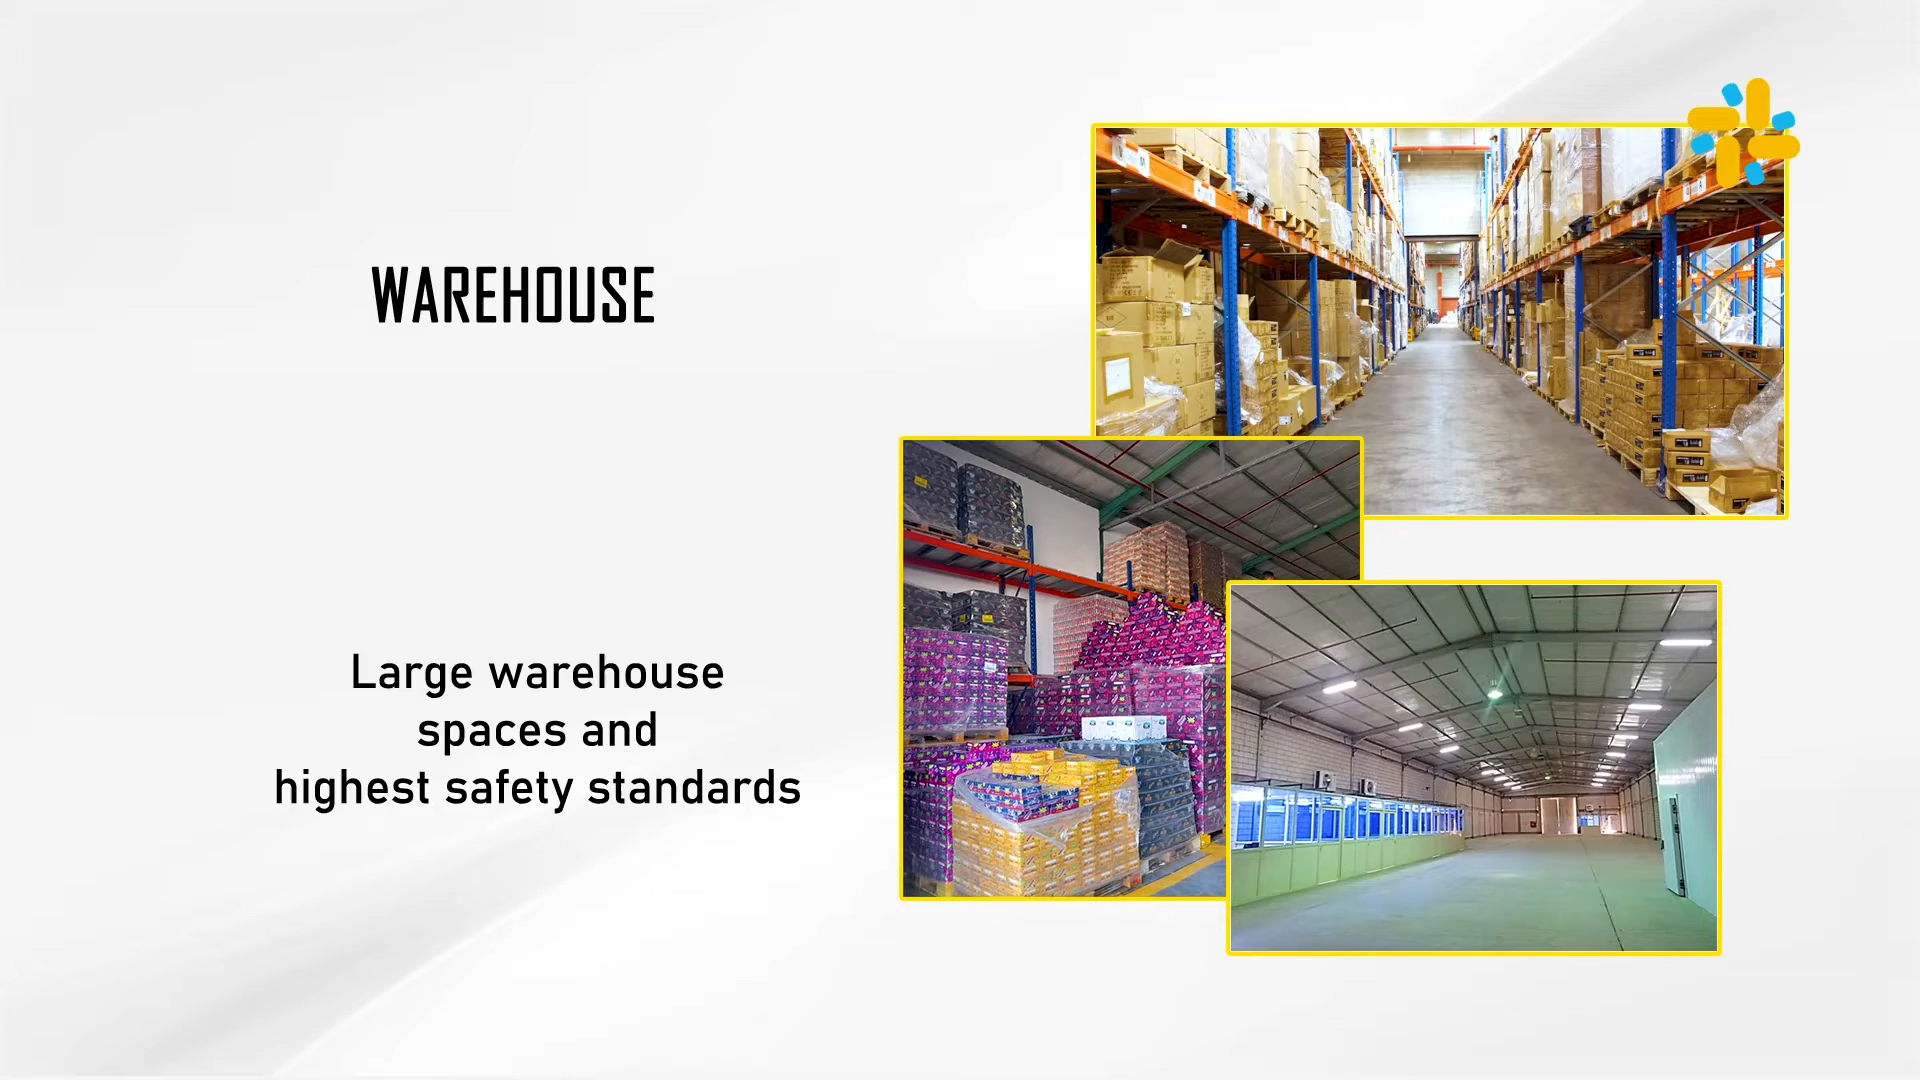 WAREHOUSE
Large warehouse
spaces and
highest safety standards